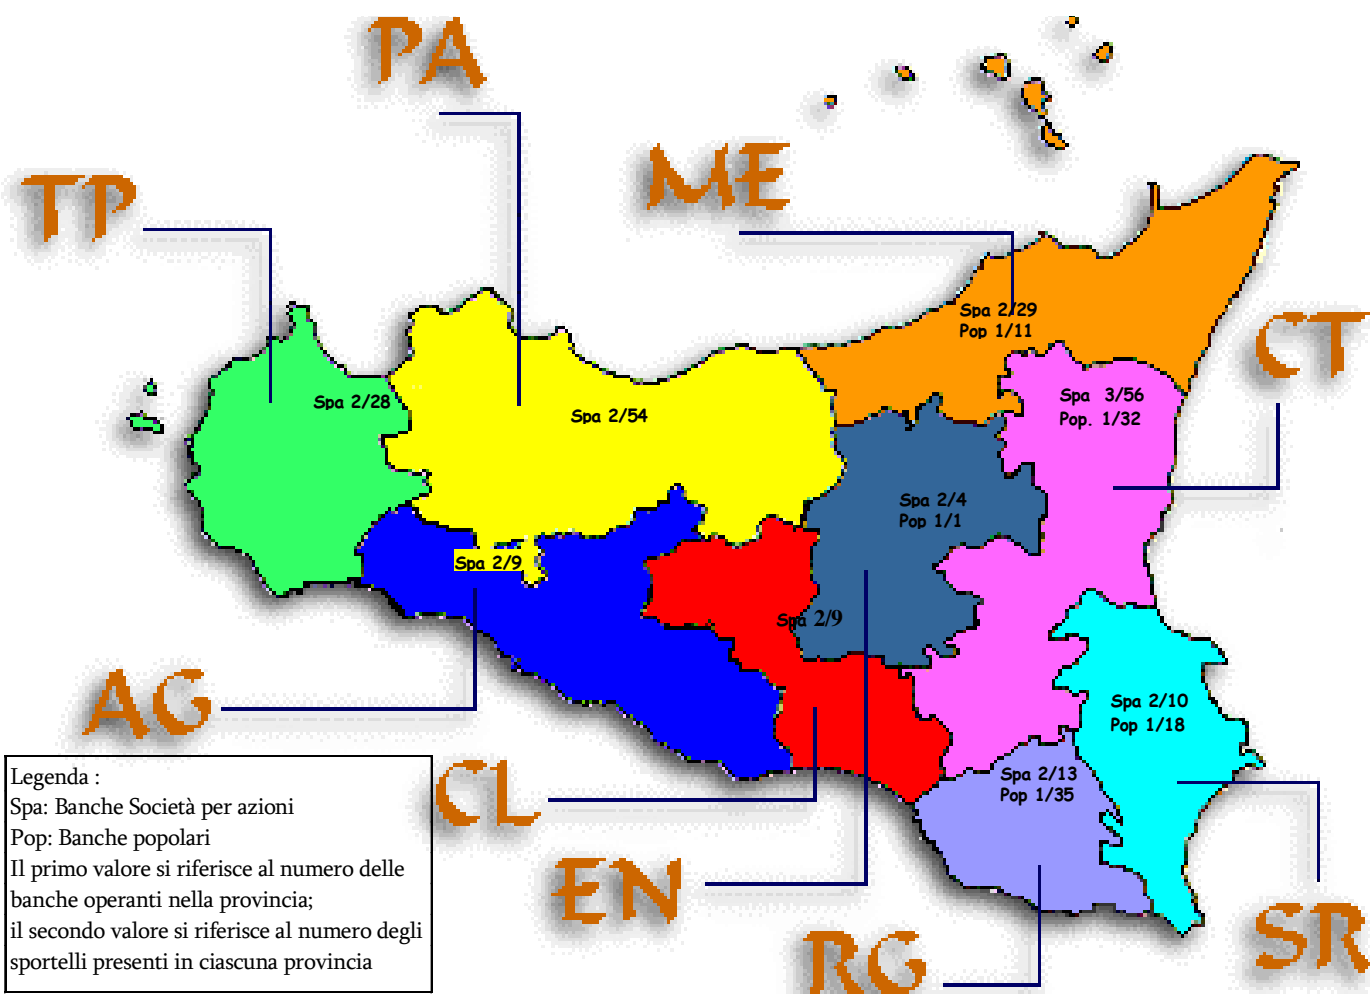 PA
ME
TP
Spa 2/29
Pop 1/11
CT
Spa 2/28
Spa 2/54
Spa 3/56
Pop. 1/32
Spa 2/4
Pop 1/1
Spa 2/9
Spa 2/9
AG
Spa 2/10
Pop 1/18
CL
Spa 2/13
Pop 1/35
EN
SR
RG
Legenda :
Spa: Banche Società per azioni
Pop: Banche popolari
Il primo valore si riferisce al numero delle
banche operanti nella provincia;
il secondo valore si riferisce al numero degli
sportelli presenti in ciascuna provincia